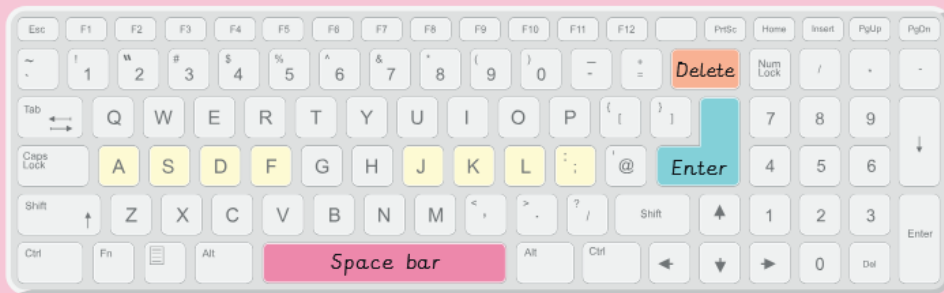 Esc F1 F2 F3 F4 F5 F6 F7 F8 F9 F10 F11 F12 PrtSc Home Insert PgUp PgDn
~ ` ! 1 " 2 # 3 $ 4 % 5 ^ 6 & 7 * 8 ( 9 ) 0 — - + = Delete Num Lock / * -
Tab Q W E R T Y U I O P { [ } ] 7 8 9
Caps Lock A S D F G H J K L : ; ' @ Enter 4 5 6
Shift Z X C V B N M < , > . ? / Shift 1 2 3 Enter
Ctrl Fn Alt Space bar Alt Ctrl 0 Del